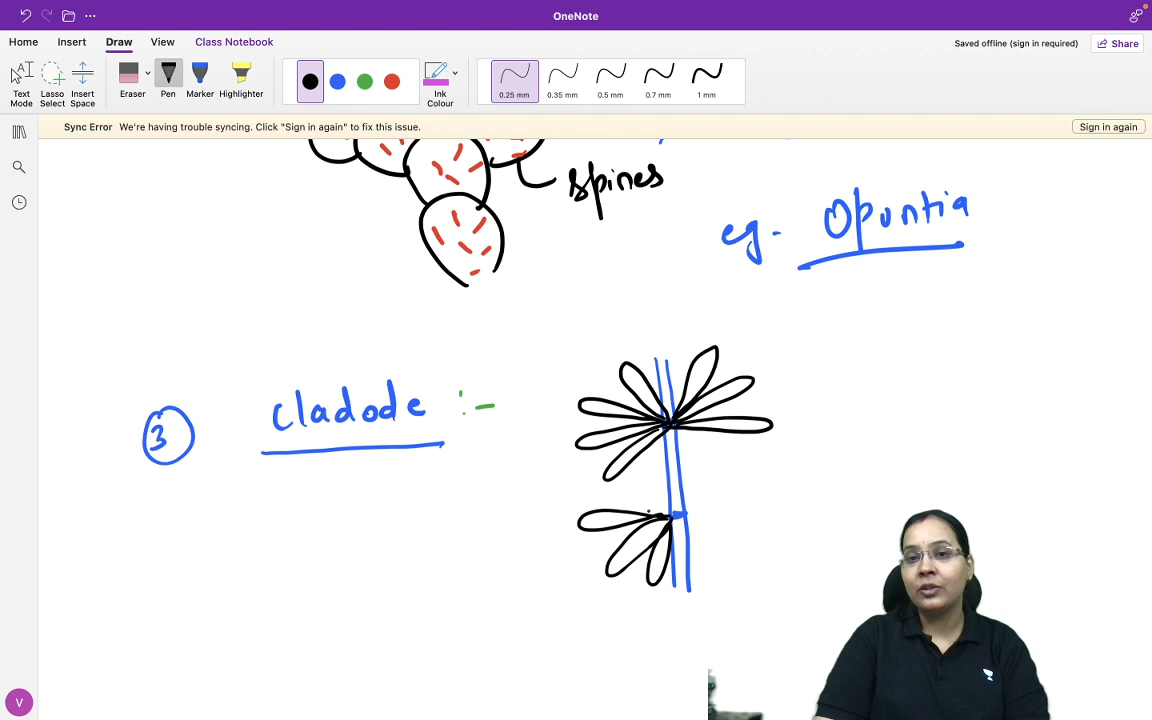 OneNote
Home Insert Draw View Class Notebook
Saved offline (sign in required) Share
Text Mode
Lasso Select
Insert Space
Eraser
Pen
Marker
Highlighter
Ink Colour
0.25 mm 0.35 mm 0.5 mm 0.7 mm 1 mm
Sync Error We're having trouble syncing. Click "Sign in again" to fix this issue. Sign in again
spines
eg. Opuntia
3 Cladode :-
V